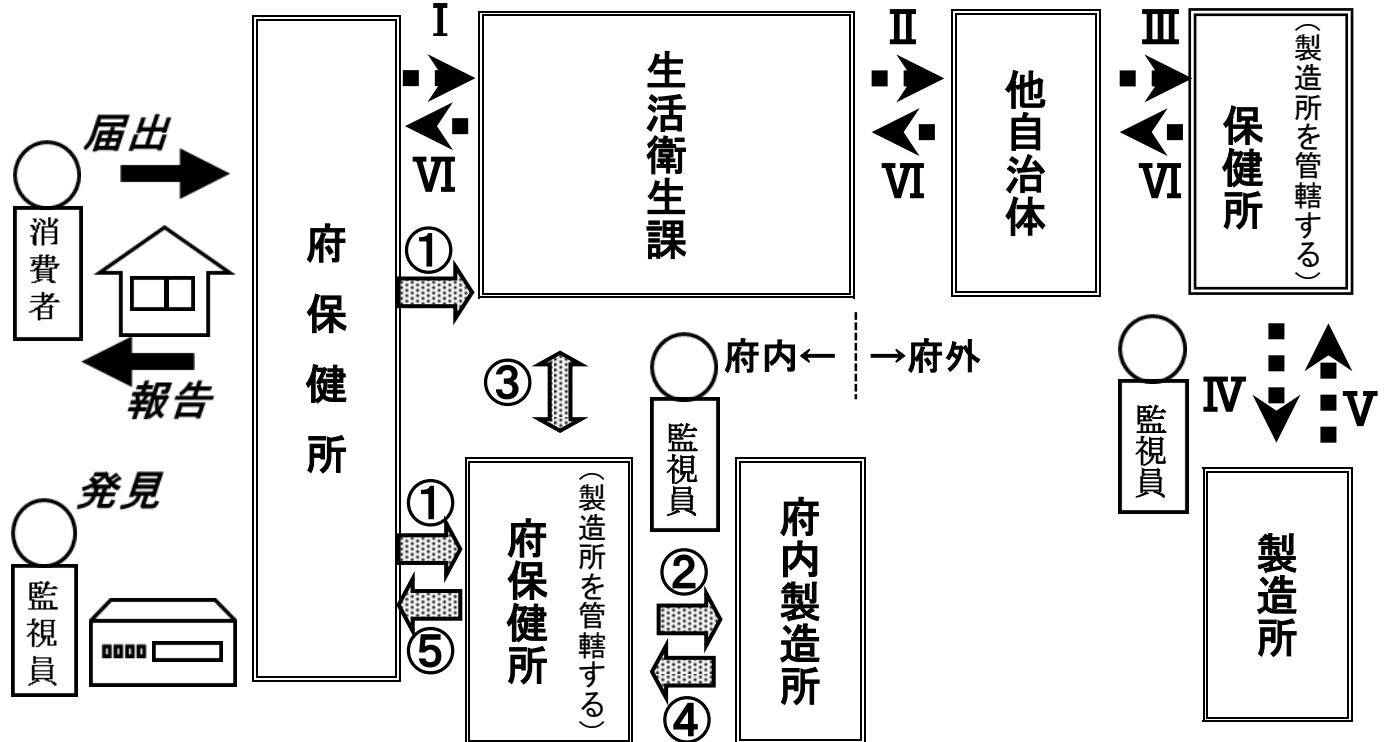 届出
消費者
報告
発見
監視員
府保健所
Ⅰ
Ⅵ
①
生活衛生課
Ⅱ
Ⅵ
他自治体
Ⅲ
Ⅵ
(製造所を管轄する)
保健所
府内←
→府外
③
監視員
①
⑤
(製造所を管轄する)
府保健所
②
④
府内製造所
監視員
Ⅳ
Ⅴ
製造所